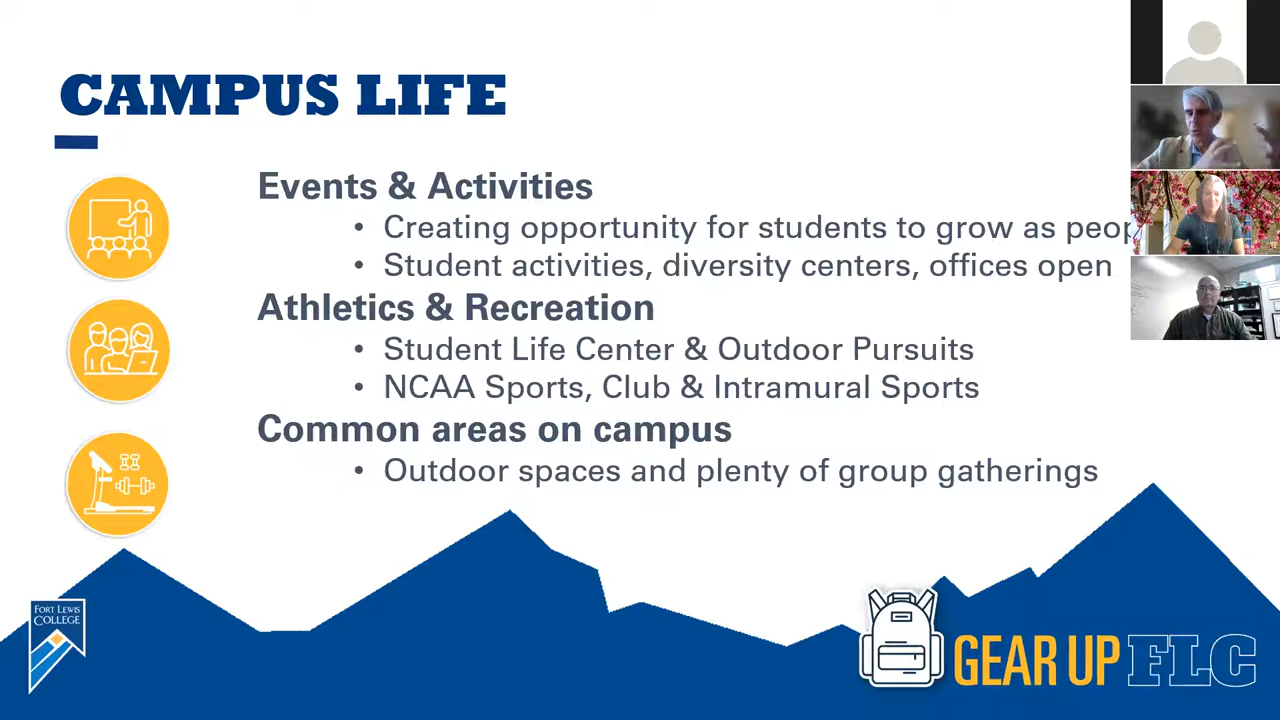 CAMPUS LIFE
Events & Activities
• Creating opportunity for students to grow as
• Student activities, diversity centers, offices open
Athletics & Recreation
• Student Life Center & Outdoor Pursuits
• NCAA Sports, Club & Intramural Sports
Common areas on campus
• Outdoor spaces and plenty of group gatherings
FORT LEWIS
COLLEGE
GEAR UP FLC